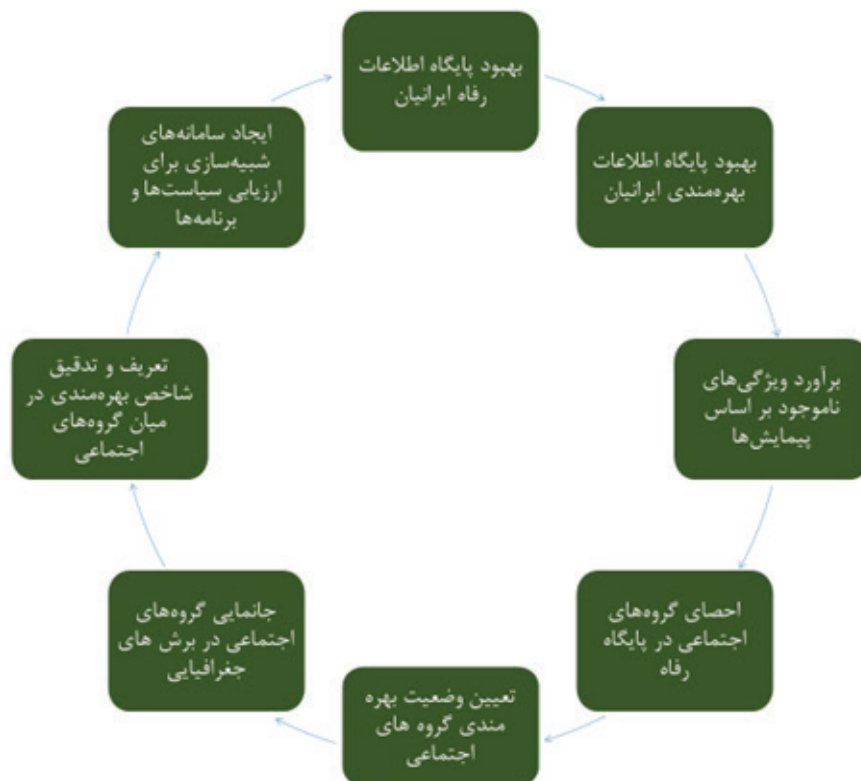 بهبود پایگاه اطلاعات
رفاه ایرانیان
بهبود پایگاه اطلاعات
بهره‌مندی ایرانیان
برآورد ویژگی‌های
ناموجود بر اساس
پیمایش‌ها
احصای گروه‌های
اجتماعی در پایگاه
رفاه
تعیین وضعیت بهره
مندی گروه های
اجتماعی
جانمایی گروه‌های
اجتماعی در برش های
جغرافیایی
تعریف و تدقیق
شاخص بهره‌مندی در
میان گروه‌های
اجتماعی
ایجاد سامانه‌های
شبیه‌سازی برای
ارزیابی سیاست‌ها و
برنامه‌ها